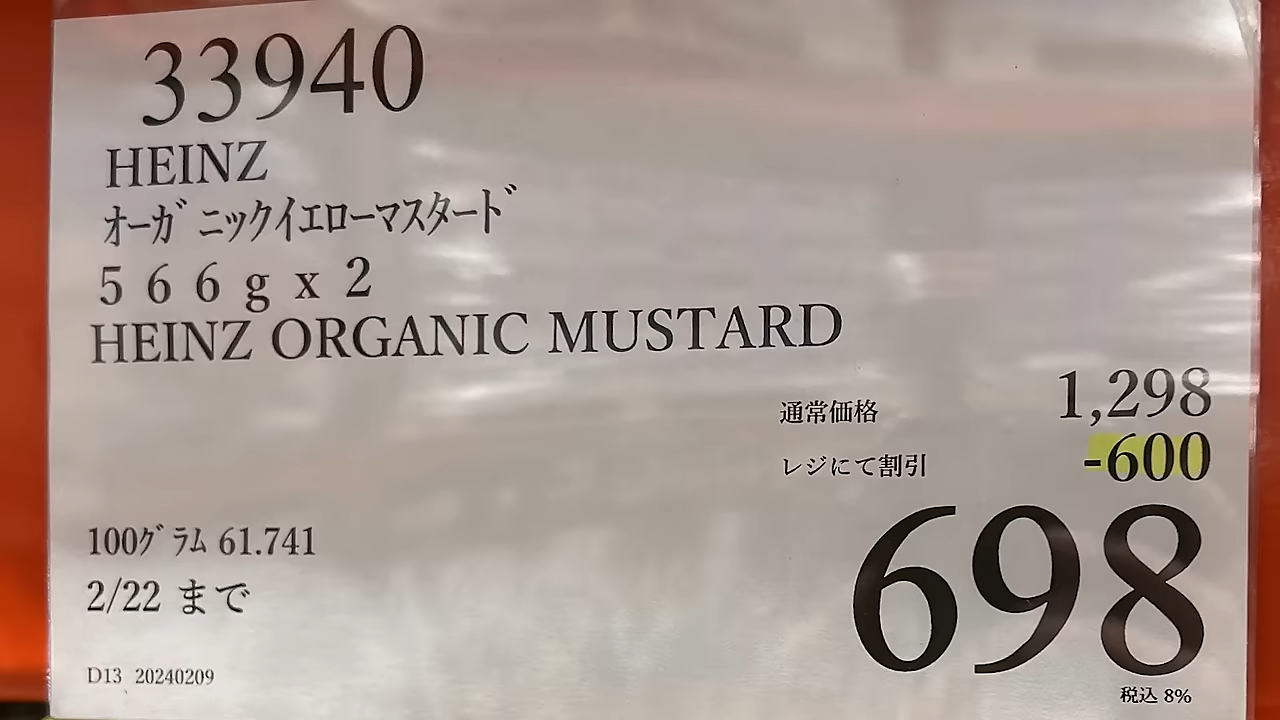 33940
HEINZ
ｵｰｶﾞﾆｯｸｲｴﾛｰﾏｽﾀｰﾄﾞ
５６６ｇｘ２
HEINZ ORGANIC MUSTARD
通常価格 1,298
レジにて割引 -600
698
100ｸﾞﾗﾑ 61.741
2/22 まで
D13 20240209
税込 8%